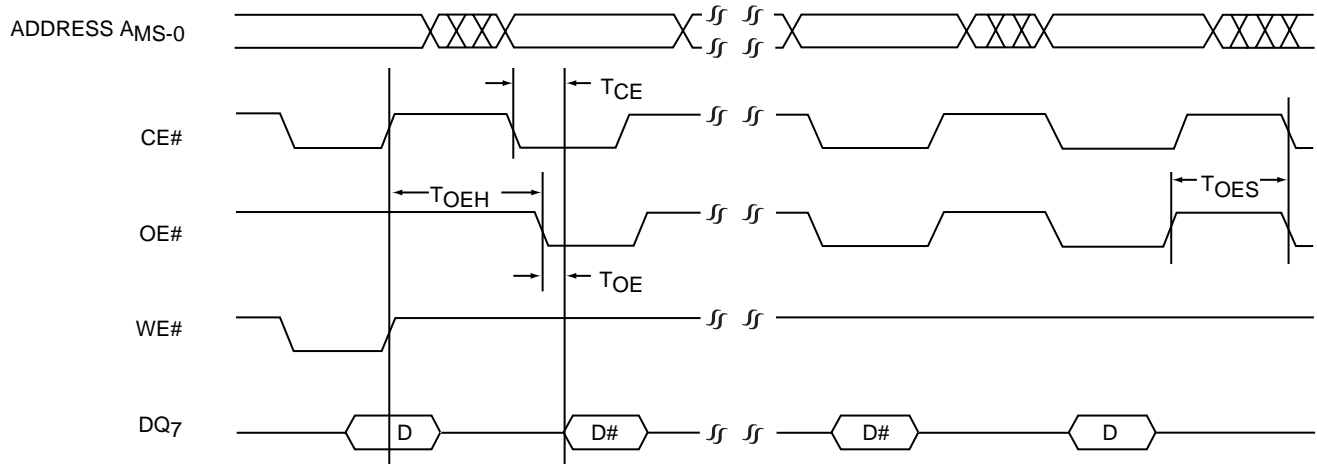 ADDRESS AMS-0
TCE
CE#
TOEH
TOES
OE#
TOE
WE#
DQ7
D
D#
D#
D